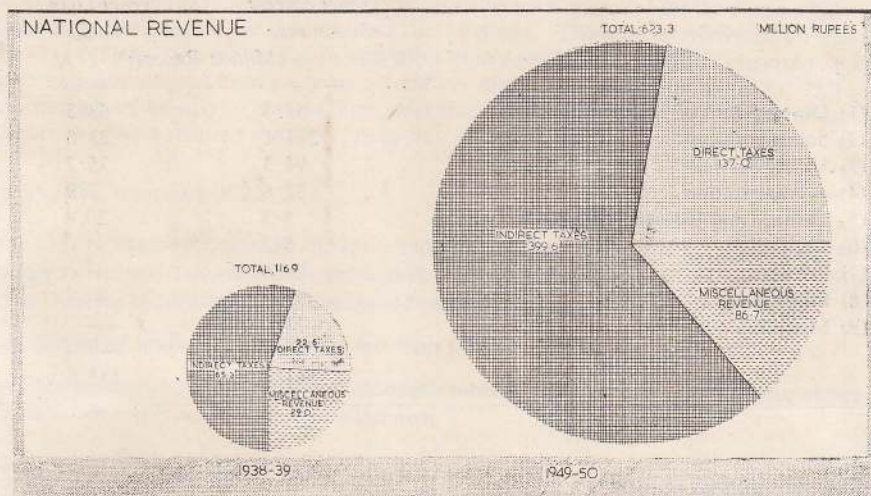 NATIONAL REVENUE
TOTAL: 623·3
MILLION RUPEES
DIRECT TAXES
137·0
INDIRECT TAXES
399·6
MISCELLANEOUS
REVENUE
86·7
TOTAL, 116·9
22·6
DIRECT TAXES
INDIRECT TAXES
MISCELLANEOUS
REVENUE
29·0
1938-39
1949-50